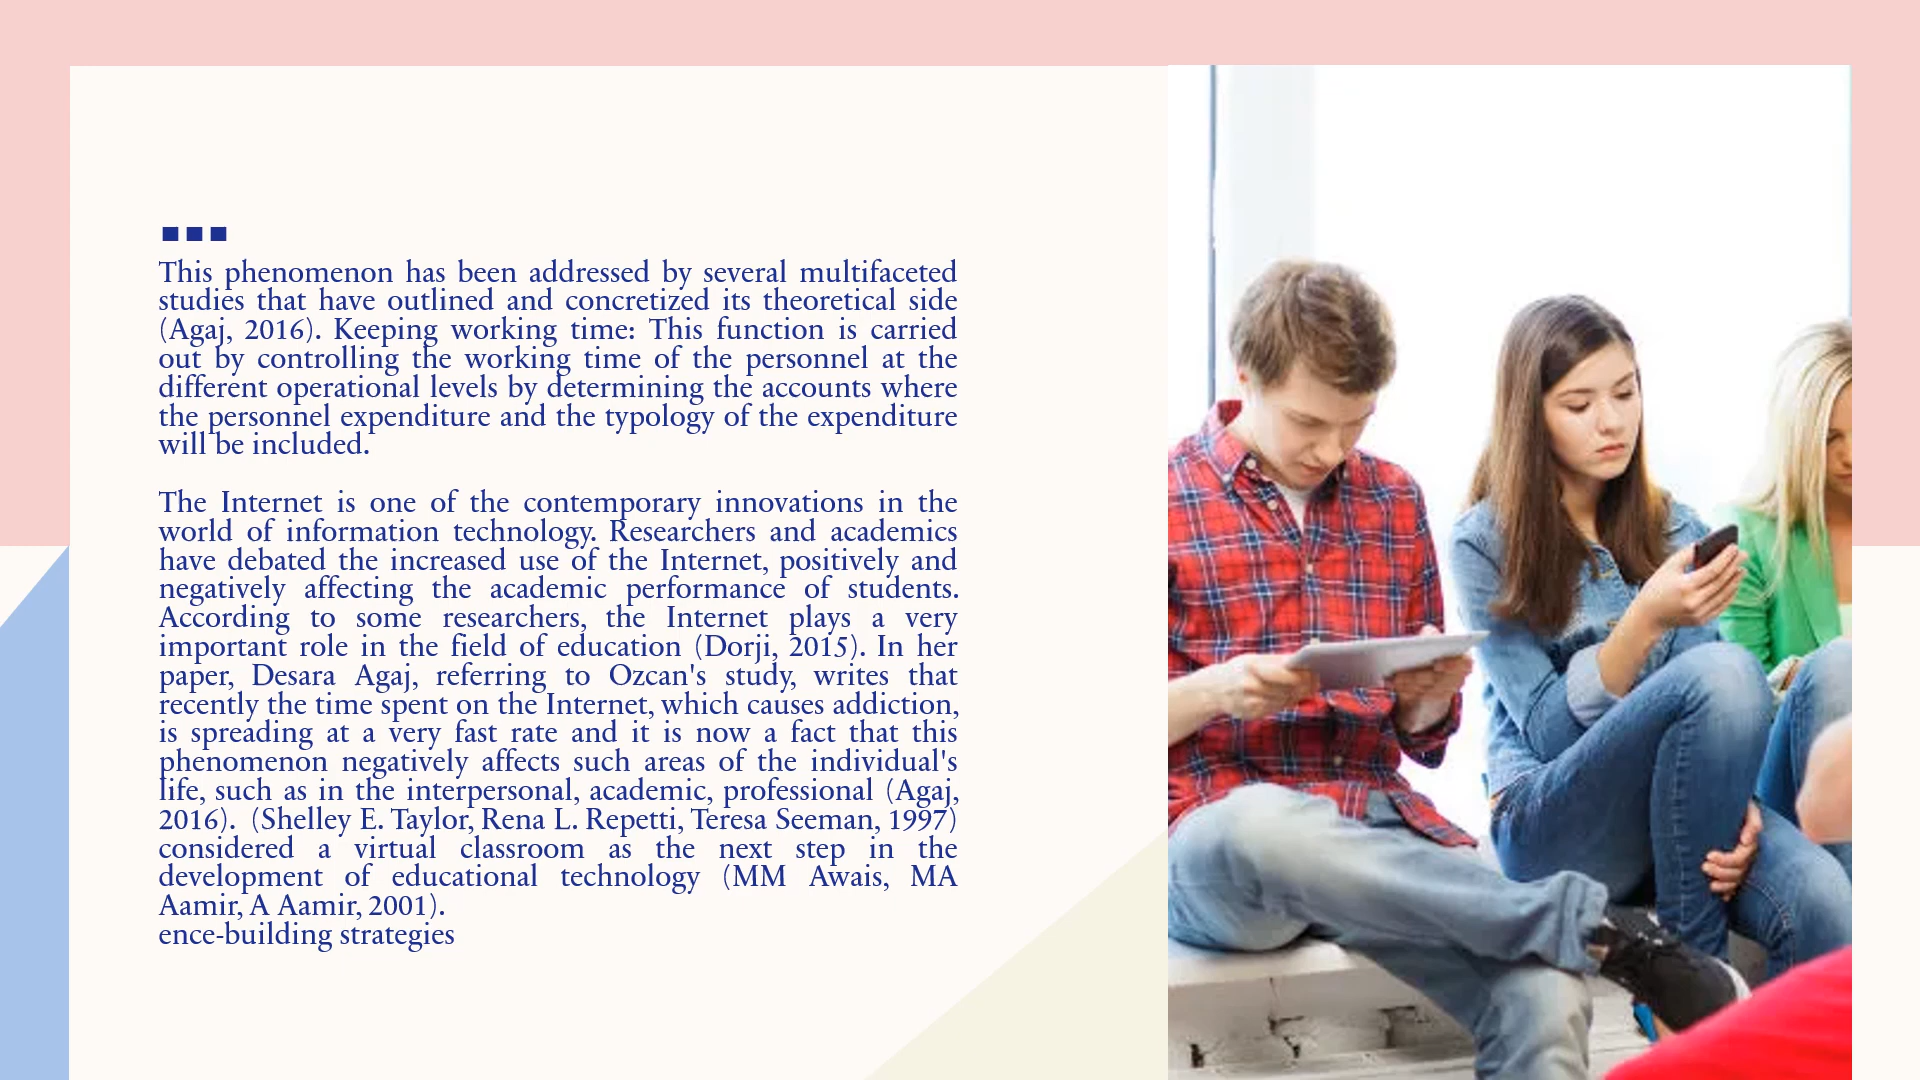 This phenomenon has been addressed by several multifaceted
studies that have outlined and concretized its theoretical side
(Agaj, 2016). Keeping working time: This function is carried
out by controlling the working time of the personnel at the
different operational levels by determining the accounts where
the personnel expenditure and the typology of the expenditure
will be included.
The Internet is one of the contemporary innovations in the
world of information technology. Researchers and academics
have debated the increased use of the Internet, positively and
negatively affecting the academic performance of students.
According to some researchers, the Internet plays a very
important role in the field of education (Dorji, 2015). In her
paper, Desara Agaj, referring to Ozcan's study, writes that
recently the time spent on the Internet, which causes addiction,
is spreading at a very fast rate and it is now a fact that this
phenomenon negatively affects such areas of the individual's
life, such as in the interpersonal, academic, professional (Agaj,
2016). (Shelley E. Taylor, Rena L. Repetti, Teresa Seeman, 1997)
considered a virtual classroom as the next step in the
development of educational technology (MM Awais, MA
Aamir, A Aamir, 2001).
ence-building strategies